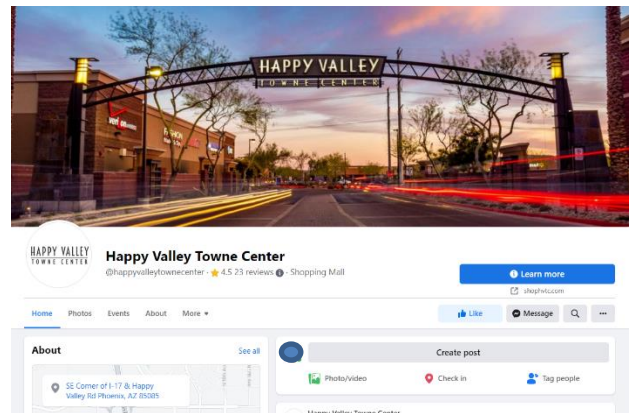 HAPPY VALLEY
TOWNE CENTER
verizon
FASHION
HAPPY VALLEY
TOWNE CENTER
Happy Valley Towne Center
@happyvalleytownecenter · 4.5 23 reviews · Shopping Mall
Learn more
shophvtc.com
Home Photos Events About More
Like Message
About See all
Create post
SE Corner of I-17 & Happy
Valley Rd Phoenix, AZ 85085
Photo/video Check in Tag people
Happy Valley Towne Center